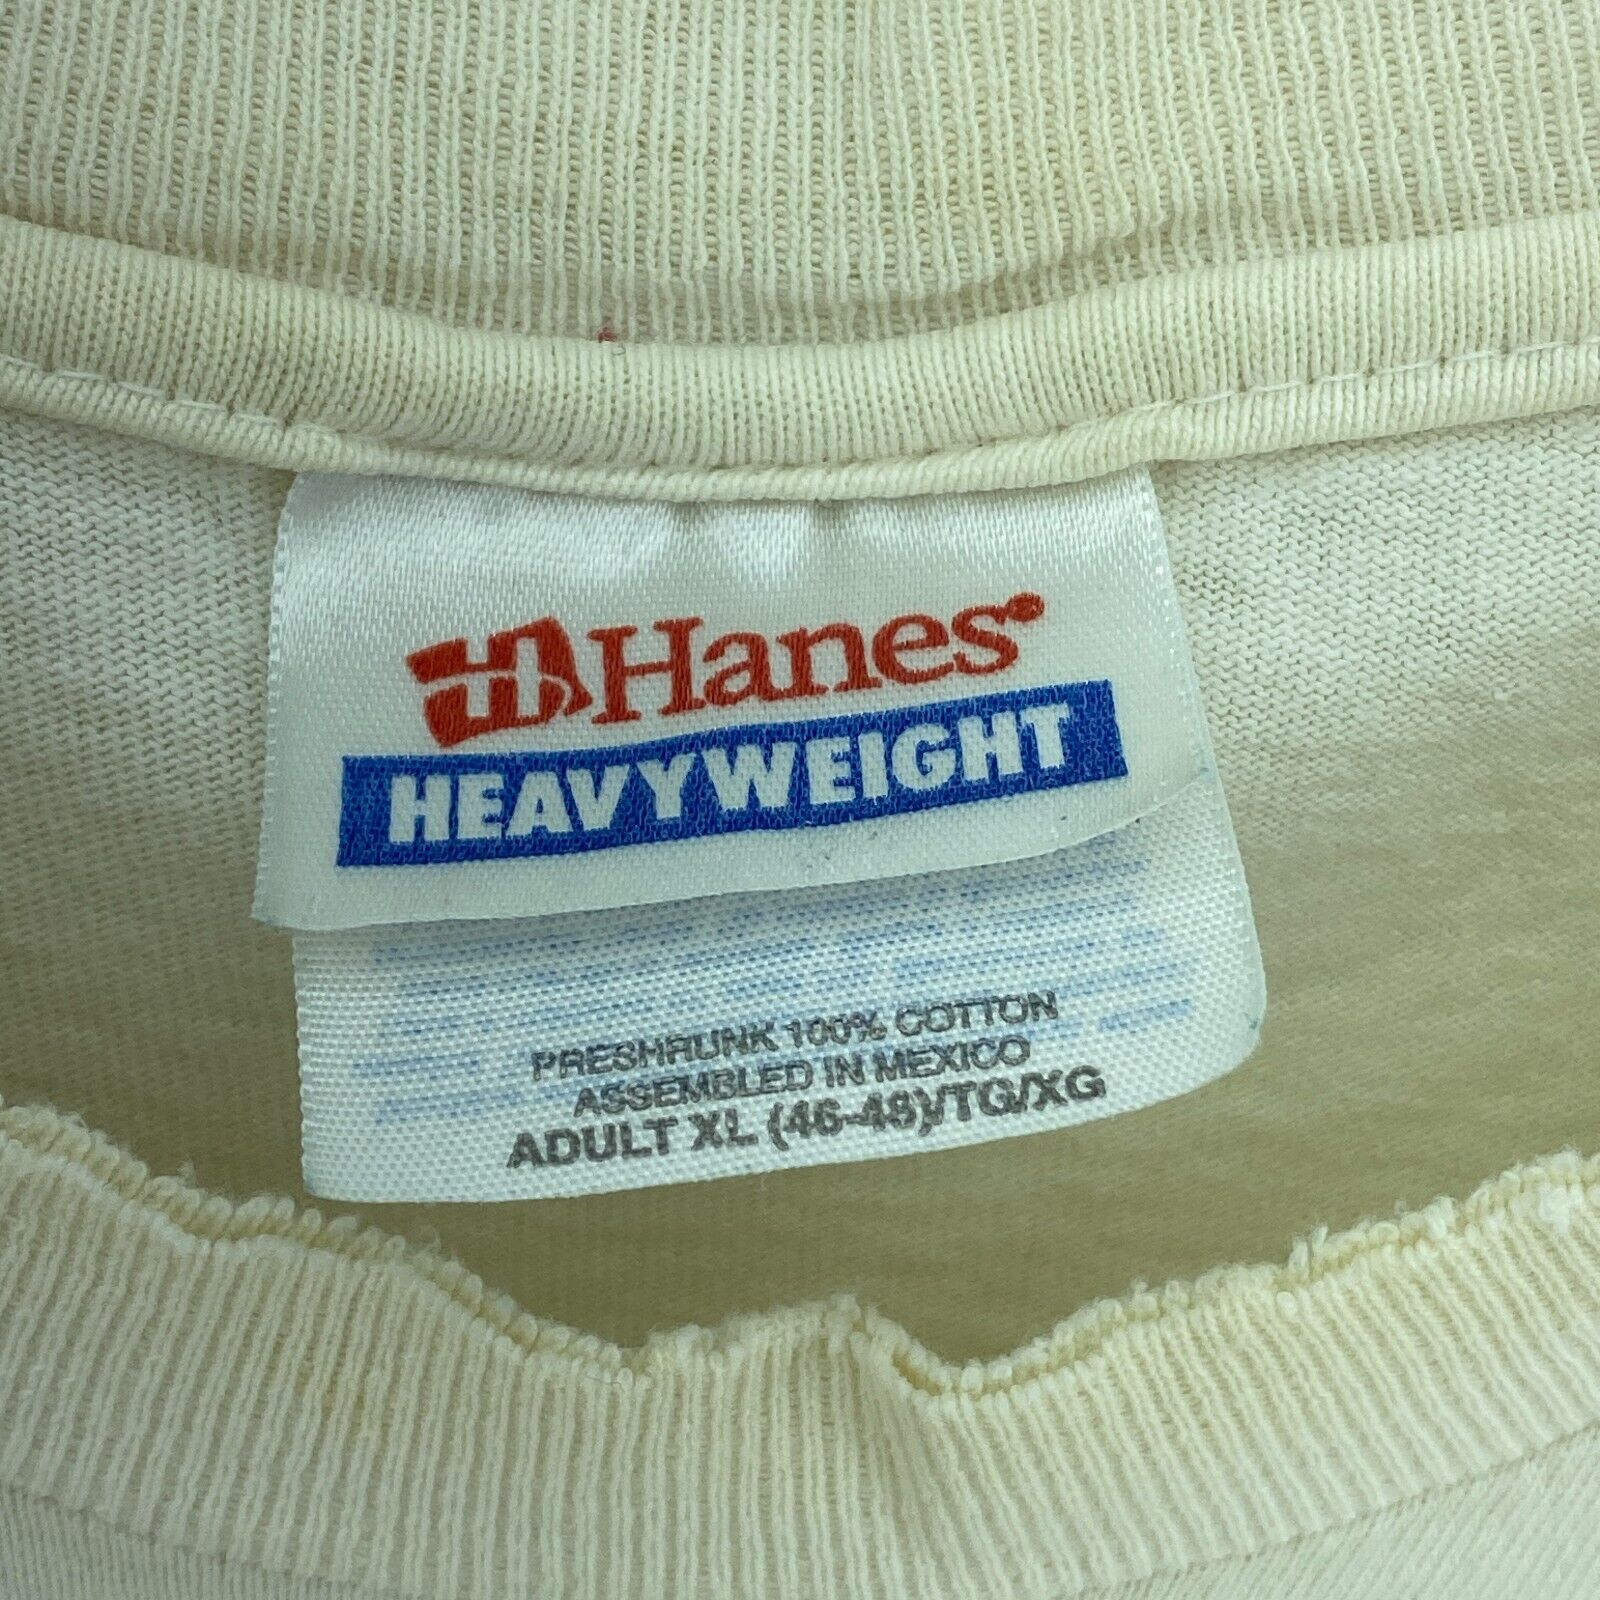 Hanes
HEAVYWEIGHT
PRESHRUNK 100% COTTON
ASSEMBLED IN MEXICO
ADULT XL (46-48)/TG/XG